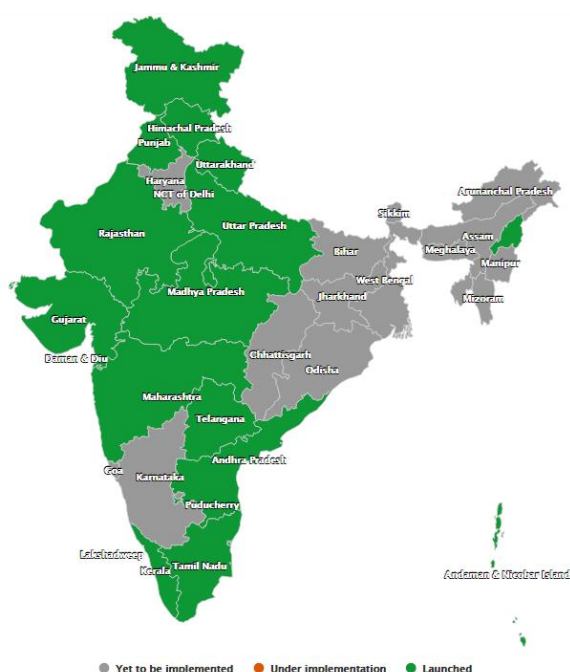 Jammu & Kashmir
Himachal Pradesh
Punjab
Uttarakhand
Haryana
NCT of Delhi
Arunanchal Pradesh
Sikkim
Uttar Pradesh
Rajasthan
Assam
Bihar
Meghalaya
Manipur
West Bengal
Madhya Pradesh
Jharkhand
Mizoram
Gujarat
Daman & Diu
Chhattisgarh
Odisha
Maharashtra
Telangana
Andhra Pradesh
Goa
Karnataka
Puducherry
Lakshadweep
Kerala
Tamil Nadu
Andaman & Nicobar Island
Yet to be implemented Under implementation Launched